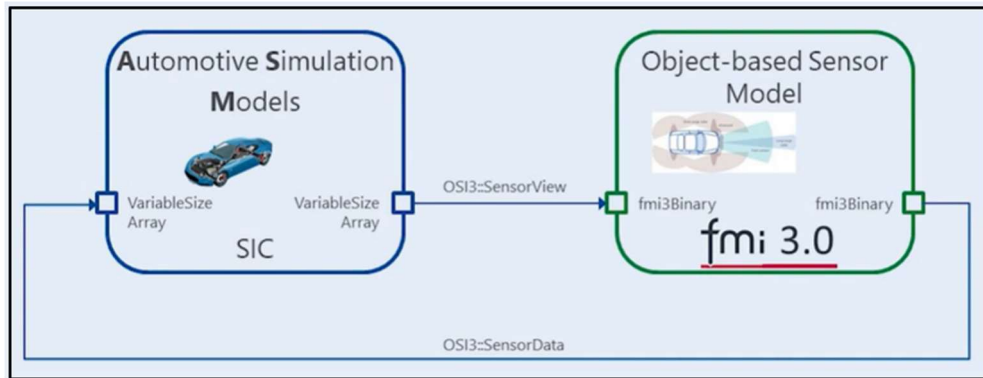 Automotive Simulation
Models
Object-based Sensor
Model
OSI3::SensorView
VariableSize
Array
VariableSize
Array
fmi3Binary
fmi3Binary
SIC
fmi 3.0
OSI3::SensorData